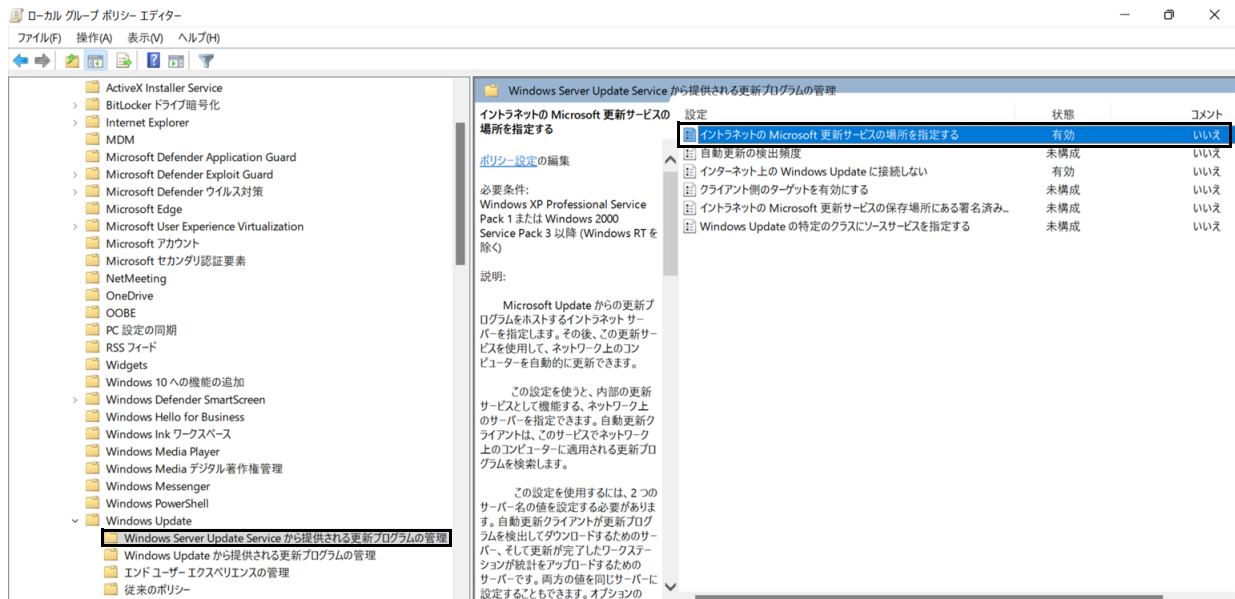 ローカル グループ ポリシー エディター
ファイル(F) 操作(A) 表示(V) ヘルプ(H)
ActiveX Installer Service
BitLocker ドライブ暗号化
Internet Explorer
MDM
Microsoft Defender Application Guard
Microsoft Defender Exploit Guard
Microsoft Defender ウイルス対策
Microsoft Edge
Microsoft User Experience Virtualization
Microsoft アカウント
Microsoft セカンダリ認証要素
NetMeeting
OneDrive
OOBE
PC 設定の同期
RSS フィード
Widgets
Windows 10 への機能の追加
Windows Defender SmartScreen
Windows Hello for Business
Windows Ink ワークスペース
Windows Media Player
Windows Media デジタル著作権管理
Windows Messenger
Windows PowerShell
Windows Update
Windows Server Update Service から提供される更新プログラムの管理
Windows Update から提供される更新プログラムの管理
エンド ユーザー エクスペリエンスの管理
従来のポリシー
Windows Server Update Service から提供される更新プログラムの管理
イントラネットの Microsoft 更新サービスの
場所を指定する
ポリシー設定の編集
必要条件:
Windows XP Professional Service
Pack 1 または Windows 2000
Service Pack 3 以降 (Windows RT を
除く)
説明:
Microsoft Update からの更新プ
ログラムをホストするイントラネット サー
バーを指定します。その後、この更新サー
ビスを使用して、ネットワーク上のコン
ピューターを自動的に更新できます。
この設定を使うと、内部の更新
サービスとして機能する、ネットワーク上
のサーバーを指定できます。自動更新ク
ライアントは、このサービスでネットワーク
上のコンピューターに適用される更新プロ
グラムを検索します。
この設定を使用するには、2 つの
サーバー名の値を設定する必要がありま
す。自動更新クライアントが更新プログ
ラムを検出してダウンロードするためのサー
バー、そして更新が完了したワークステー
ションが統計をアップロードするための
サーバーです。両方の値を同じサーバーに
設定することもできます。オプションの
設定 状態 コメント
イントラネットの Microsoft 更新サービスの場所を指定する 有効 いいえ
自動更新の検出頻度 未構成 いいえ
インターネット上の Windows Update に接続しない 有効 いいえ
クライアント側のターゲットを有効にする 未構成 いいえ
イントラネットの Microsoft 更新サービスの保存場所にある署名済み... 未構成 いいえ
Windows Update の特定のクラスにソースサービスを指定する 未構成 いいえ